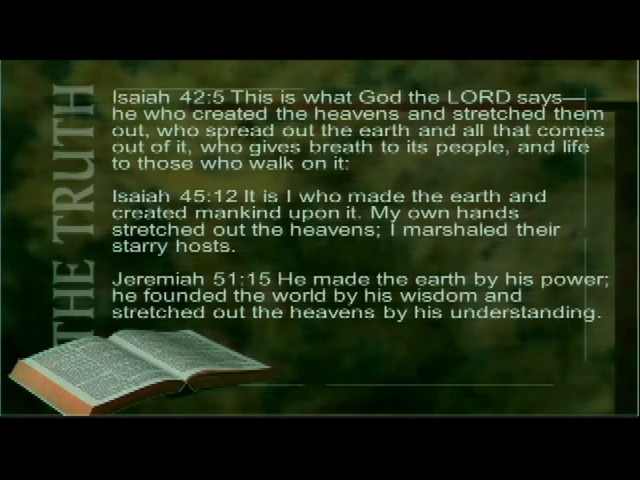 THE TRUTH
Isaiah 42:5 This is what God the LORD says—
he who created the heavens and stretched them
out, who spread out the earth and all that comes
out of it, who gives breath to its people, and life
to those who walk on it:
Isaiah 45:12 It is I who made the earth and
created mankind upon it. My own hands
stretched out the heavens; I marshaled their
starry hosts.
Jeremiah 51:15 He made the earth by his power;
he founded the world by his wisdom and
stretched out the heavens by his understanding.